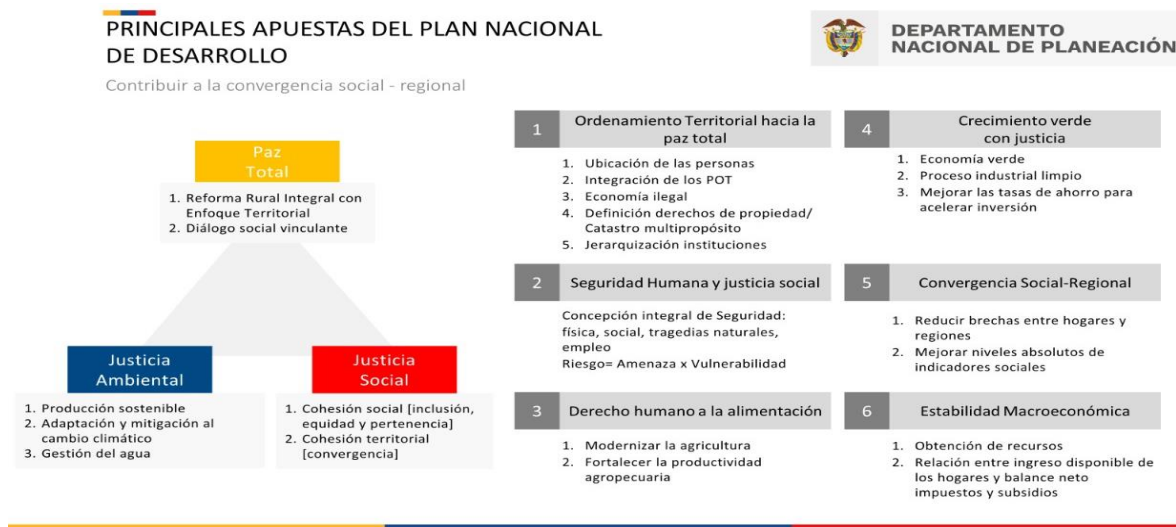 PRINCIPALES APUESTAS DEL PLAN NACIONAL
DE DESARROLLO
Contribuir a la convergencia social - regional
DEPARTAMENTO
NACIONAL DE PLANEACIÓN
Paz
Total
1. Reforma Rural Integral con
Enfoque Territorial
2. Diálogo social vinculante
Justicia
Ambiental
1. Producción sostenible
2. Adaptación y mitigación al
cambio climático
3. Gestión del agua
Justicia
Social
1. Cohesión social [inclusión,
equidad y pertenencia]
2. Cohesión territorial
[convergencia]
1
Ordenamiento Territorial hacia la
paz total
1. Ubicación de las personas
2. Integración de los POT
3. Economía ilegal
4. Definición derechos de propiedad/
Catastro multipropósito
5. Jerarquización instituciones
2
Seguridad Humana y justicia social
Concepción integral de Seguridad:
física, social, tragedias naturales,
empleo
Riesgo= Amenaza x Vulnerabilidad
3
Derecho humano a la alimentación
1. Modernizar la agricultura
2. Fortalecer la productividad
agropecuaria
4
Crecimiento verde
con justicia
1. Economía verde
2. Proceso industrial limpio
3. Mejorar las tasas de ahorro para
acelerar inversión
5
Convergencia Social-Regional
1. Reducir brechas entre hogares y
regiones
2. Mejorar niveles absolutos de
indicadores sociales
6
Estabilidad Macroeconómica
1. Obtención de recursos
2. Relación entre ingreso disponible de
los hogares y balance neto
impuestos y subsidios